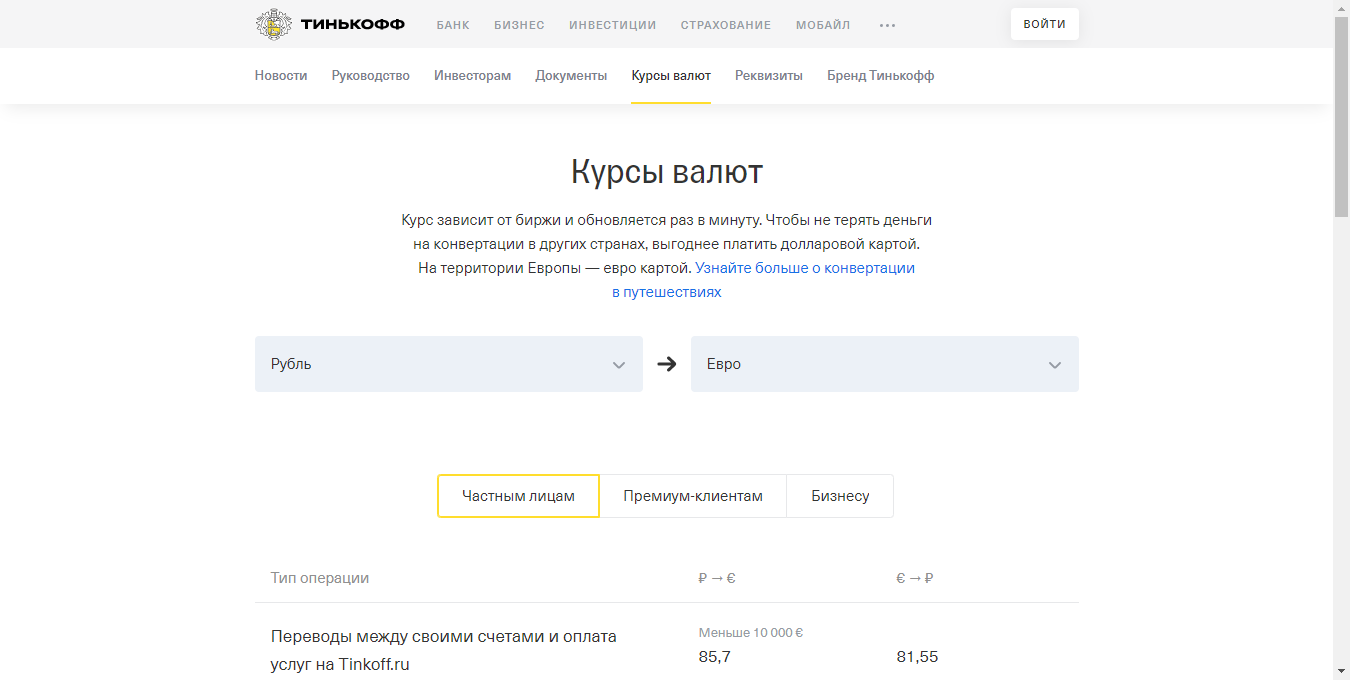 ТИНЬКОФФ БАНК БИЗНЕС ИНВЕСТИЦИИ СТРАХОВАНИЕ МОБАЙЛ ••• ВОЙТИ
Новости Руководство Инвесторам Документы Курсы валют Реквизиты Бренд Тинькофф
Курсы валют
Курс зависит от биржи и обновляется раз в минуту. Чтобы не терять деньги
на конвертации в других странах, выгоднее платить долларовой картой.
На территории Европы — евро картой. Узнайте больше о конвертации
в путешествиях
Рубль → Евро
Частным лицам Премиум-клиентам Бизнесу
Тип операции ₽ → € € → ₽
Переводы между своими счетами и оплата
услуг на Tinkoff.ru
Меньше 10 000 €
85,7 81,55